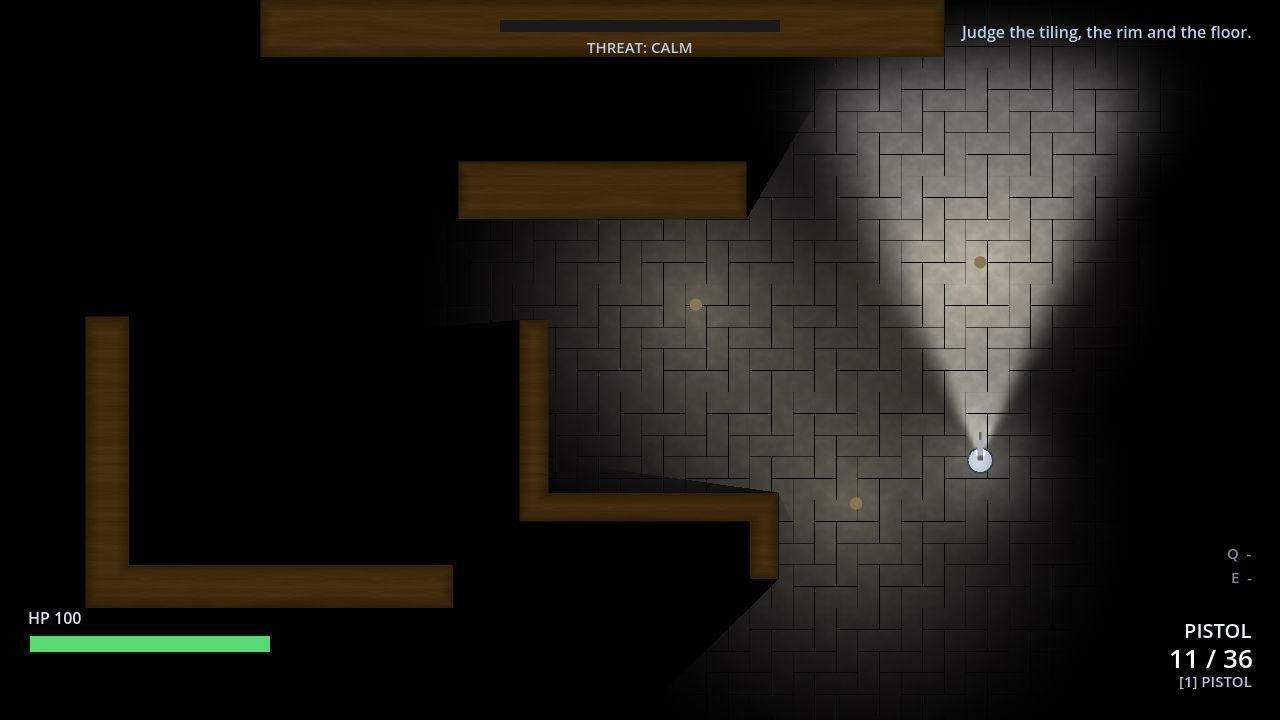 THREAT: CALM
Judge the tiling, the rim and the floor.
Q -
E -
HP 100
PISTOL
11 / 36
[1] PISTOL